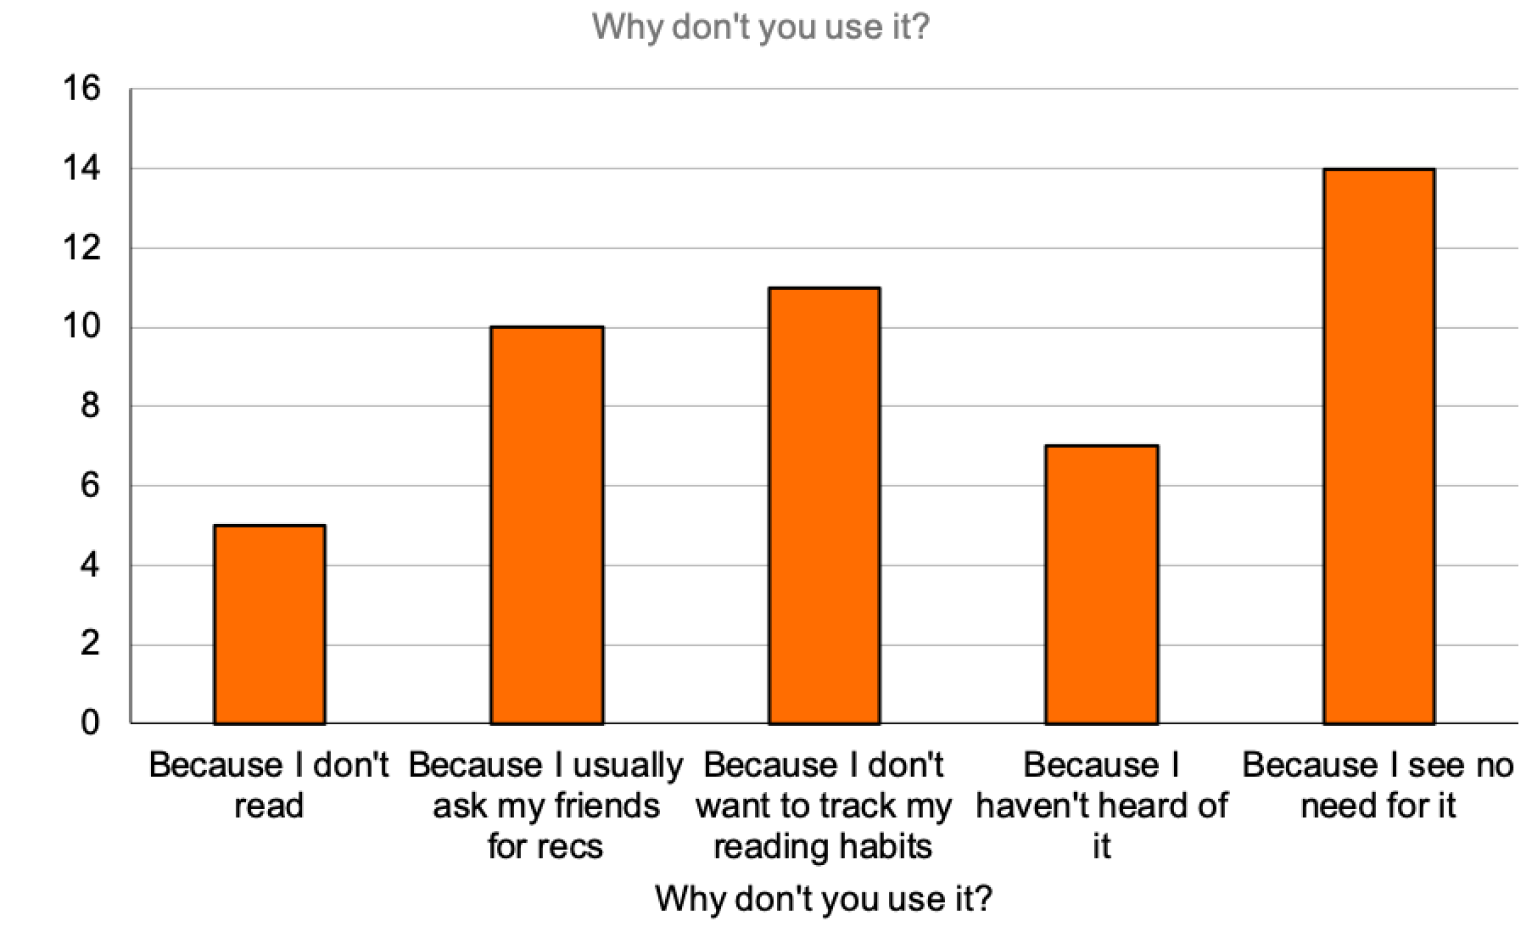 Why don't you use it?
16
14
12
10
8
6
4
2
0
Because I don't
read
Because I usually
ask my friends
for recs
Because I don't
want to track my
reading habits
Because I
haven't heard of
it
Because I see no
need for it
Why don't you use it?